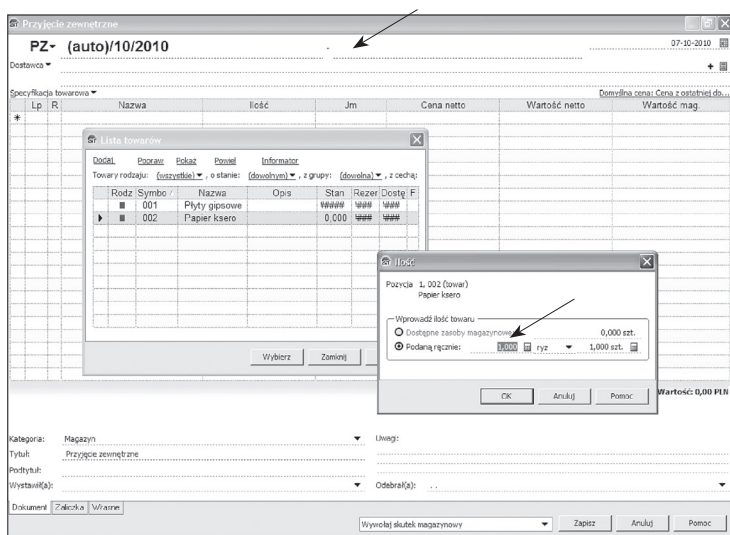 Przyjęcie zewnętrzne
PZ (auto)/10/2010 - 07-10-2010
Dostawca
Specyfikacja towarowa Domyślna cena: Cena z ostatniej do...
Lp R Nazwa Ilość Jm Cena netto Wartość netto Wartość mag.
Lista towarów
Dodaj Popraw Pokaż Powiel Informator
Towary rodzaju: (wszystkie) , o stanie: (dowolnym) , z grupy: (dowolna) , z cechą:
Rodz Symbo Nazwa Opis Stan Rezer Dostę F
001 Płyty gipsowe ##### #### ####
002 Papier ksero 0,000 #### ####
Wybierz Zamknij
Ilość
Pozycja 1, 002 (towar)
Papier ksero
Wprowadź ilość towaru
Dostępne zasoby magazynowe: 0,000 szt.
Podaną ręcznie: 1,000 ryz 1,000 szt.
OK Anuluj Pomoc
Wartość: 0,00 PLN
Kategoria: Magazyn Uwagi:
Tytuł: Przyjęcie zewnętrzne
Podtytuł:
Wystawił(a): Odebrał(a): . .
Dokument Zaliczka Własne
Wywołaj skutek magazynowy Zapisz Anuluj Pomoc